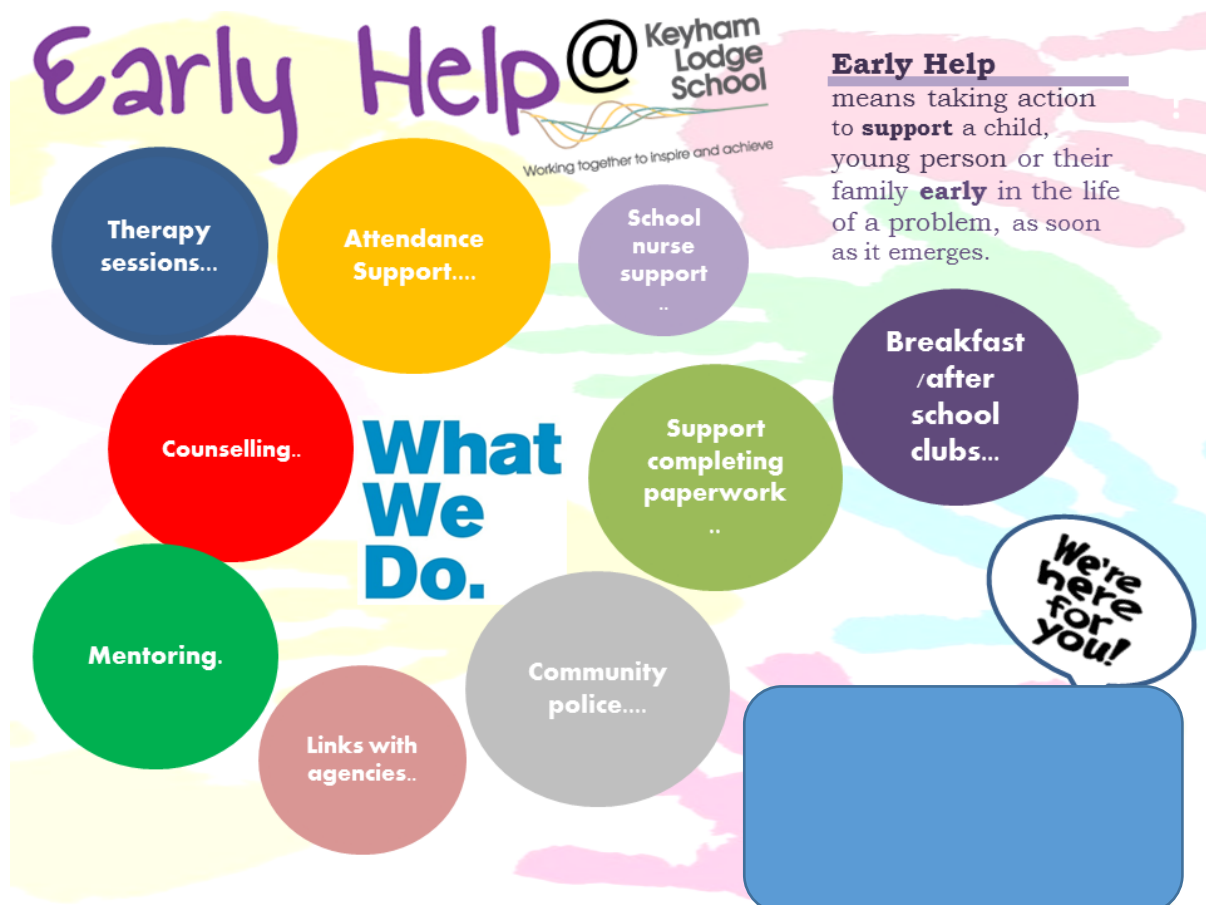 Early Help @ Keyham
Lodge
School
Working together to inspire and achieve
Early Help
means taking action
to support a child,
young person or their
family early in the life
of a problem, as soon
as it emerges.
Therapy
sessions...
Attendance
Support....
School
nurse
support
..
Breakfast
/after
school
clubs...
Counselling..
What
We
Do.
Support
completing
paperwork
..
We're
here
for
you!
Mentoring.
Community
police....
Links with
agencies..